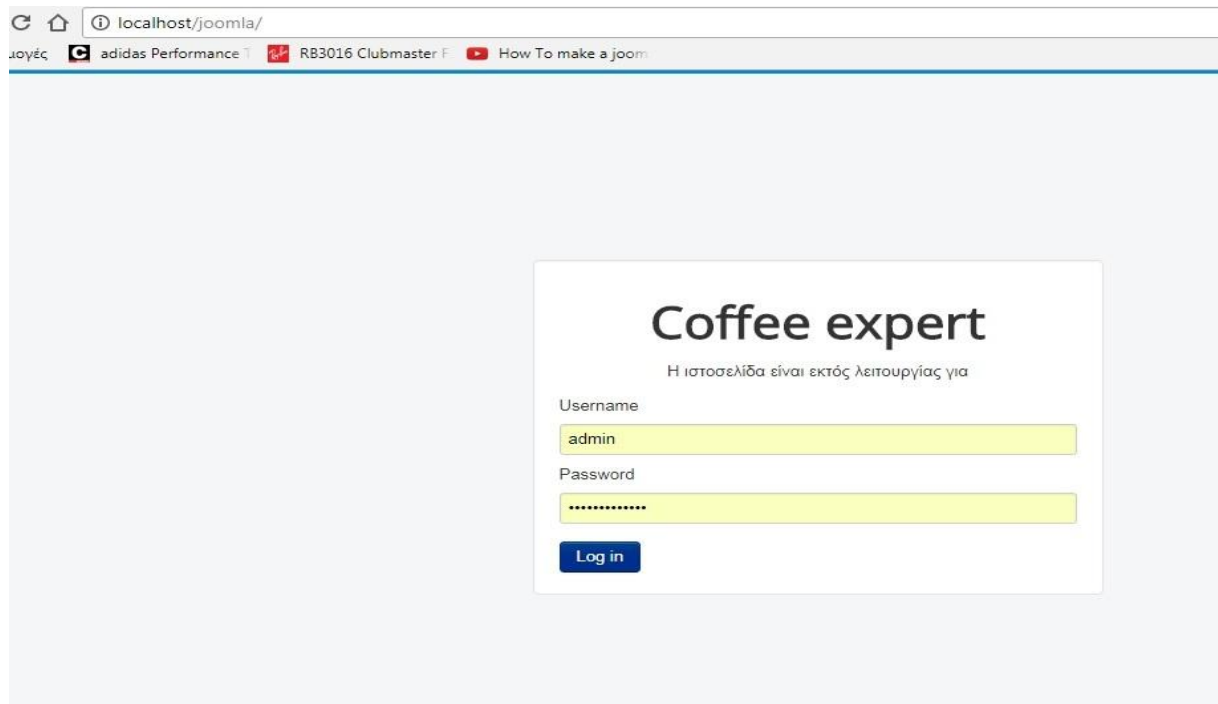 localhost/joomla/
adidas Performance RB3016 Clubmaster How To make a joom
Coffee expert
Η ιστοσελίδα είναι εκτός λειτουργίας για
Username
admin
Password
•••••••••••••
Log in